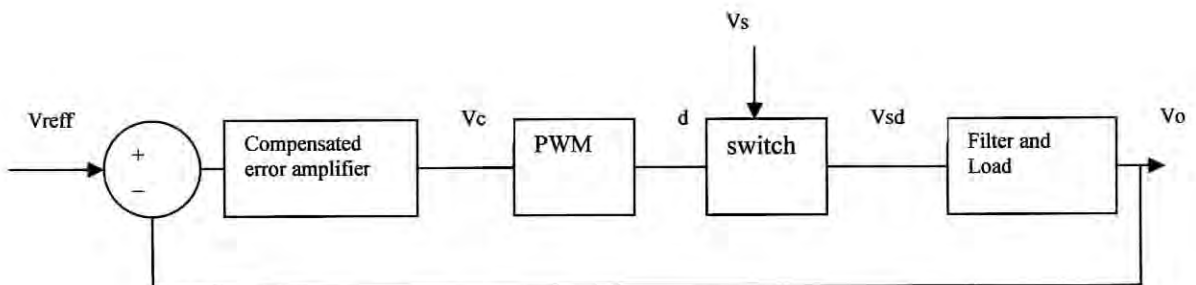 Vs
Vreff
Vc
d
Vsd
Vo
+
−
Compensated
error amplifier
PWM
switch
Filter and
Load